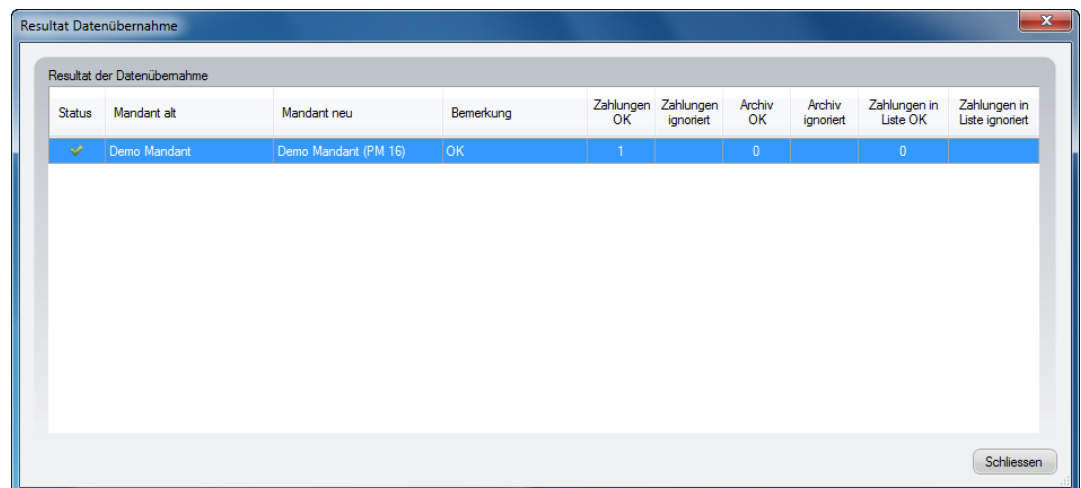 Resultat Datenübernahme
Resultat der Datenübernahme
Status Mandant alt Mandant neu Bemerkung Zahlungen OK Zahlungen ignoriert Archiv OK Archiv ignoriert Zahlungen in Liste OK Zahlungen in Liste ignoriert
Demo Mandant Demo Mandant (PM 16) OK 1 0 0
Schliessen